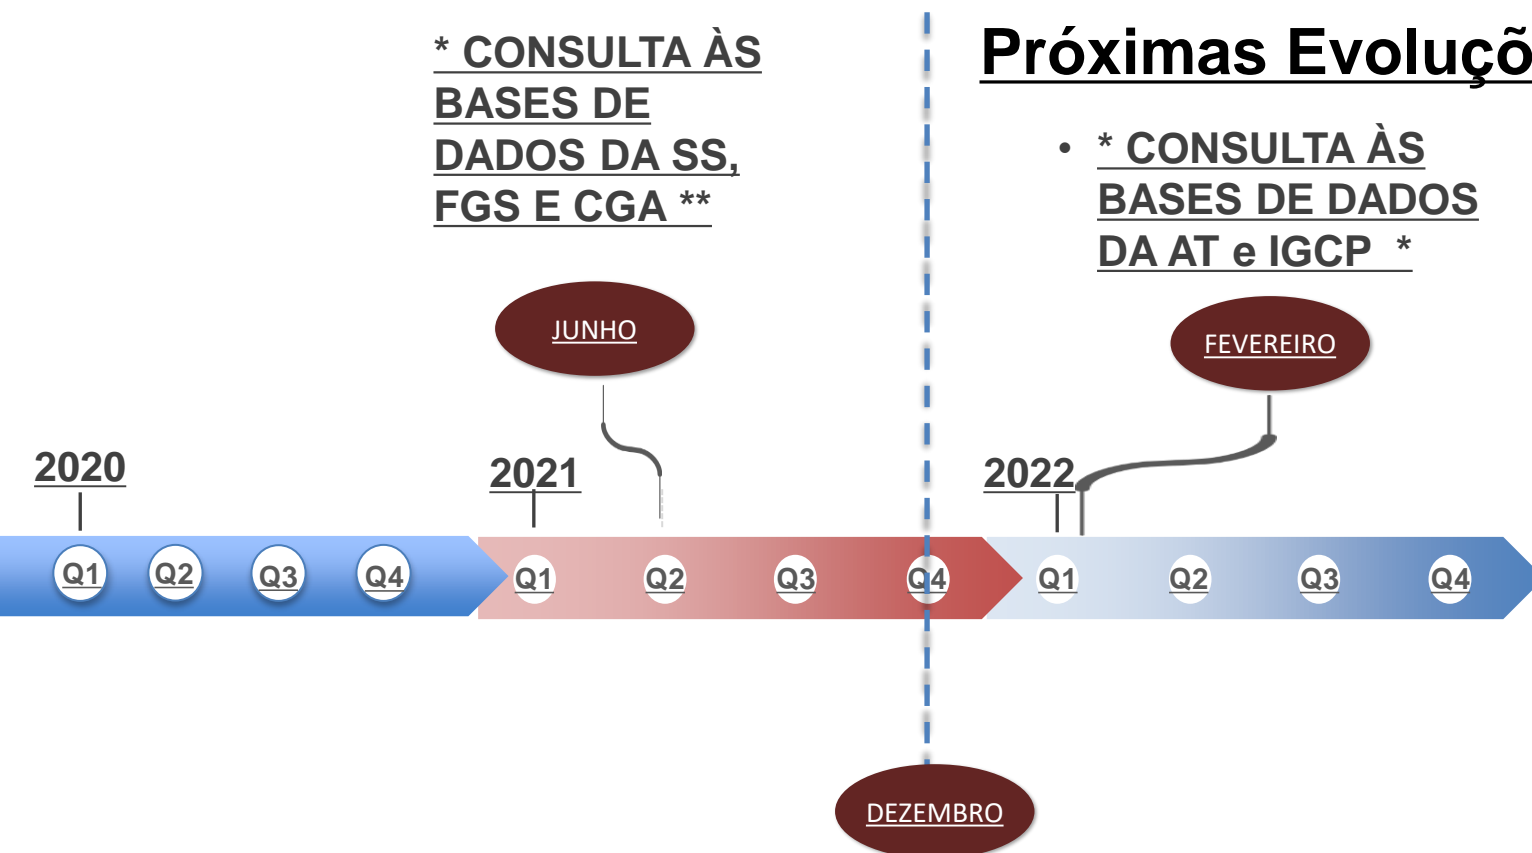 * CONSULTA ÀS
BASES DE
DADOS DA SS,
FGS E CGA **
Próximas Evoluçõ
• * CONSULTA ÀS
BASES DE DADOS
DA AT e IGCP *
JUNHO
FEVEREIRO
2020
2021
2022
Q1 Q2 Q3 Q4 Q1 Q2 Q3 Q4 Q1 Q2 Q3 Q4
DEZEMBRO